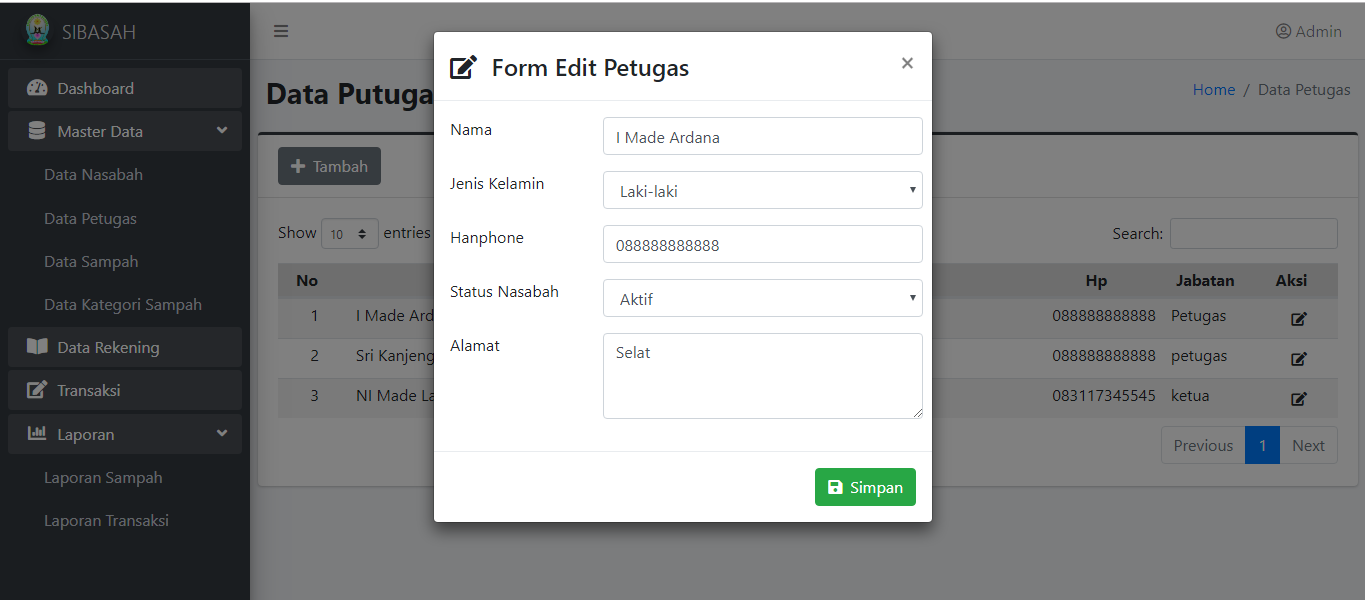 SIBASAH
Admin
Dashboard
Master Data
Data Nasabah
Data Petugas
Data Sampah
Data Kategori Sampah
Data Rekening
Transaksi
Laporan
Laporan Sampah
Laporan Transaksi
Data Putuga
Home / Data Petugas
Tambah
Show 10 entries
Search:
No Hp Jabatan Aksi
1 I Made Ard 088888888888 Petugas
2 Sri Kanjeng 088888888888 petugas
3 NI Made La 083117345545 ketua
Previous 1 Next
Form Edit Petugas ×
Nama I Made Ardana
Jenis Kelamin Laki-laki
Hanphone 088888888888
Status Nasabah Aktif
Alamat Selat
Simpan